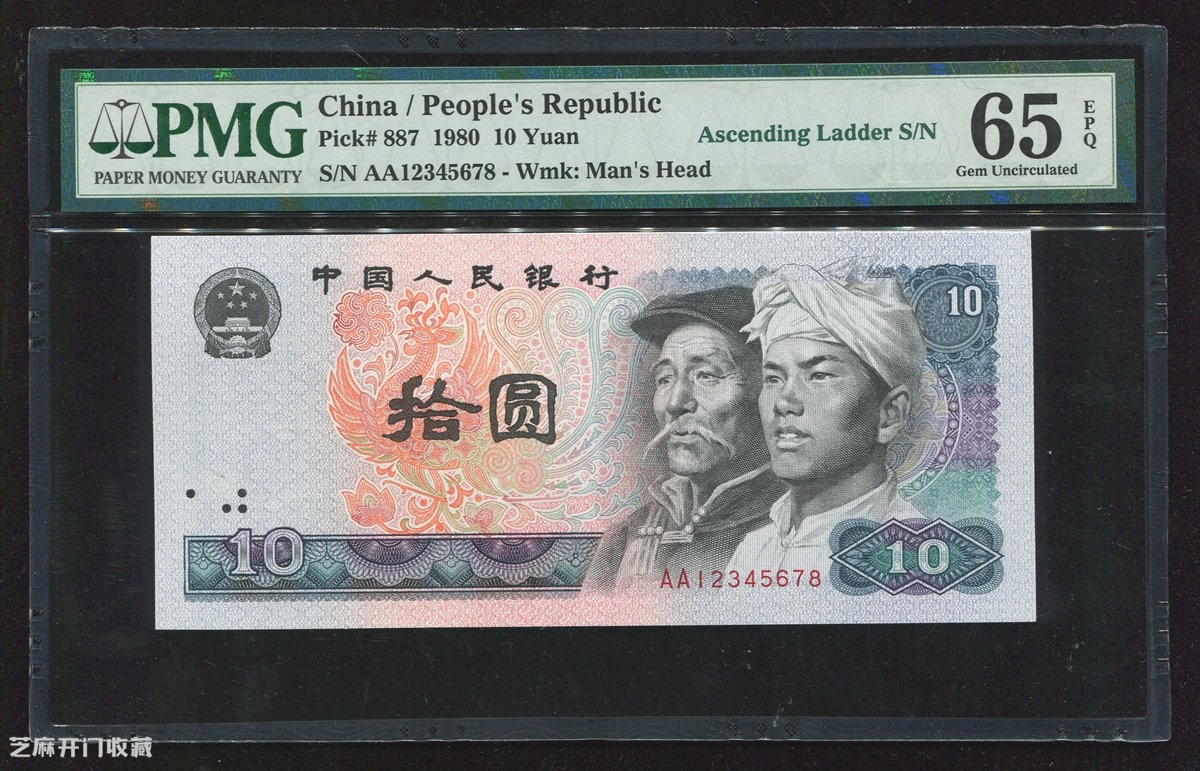 PMG
PAPER MONEY GUARANTY
China / People's Republic
Pick# 887 1980 10 Yuan
S/N AA12345678 - Wmk: Man's Head
Ascending Ladder S/N
65
EPQ
Gem Uncirculated
中国人民银行
10
拾圆
10
AA12345678
10
芝麻开门收藏